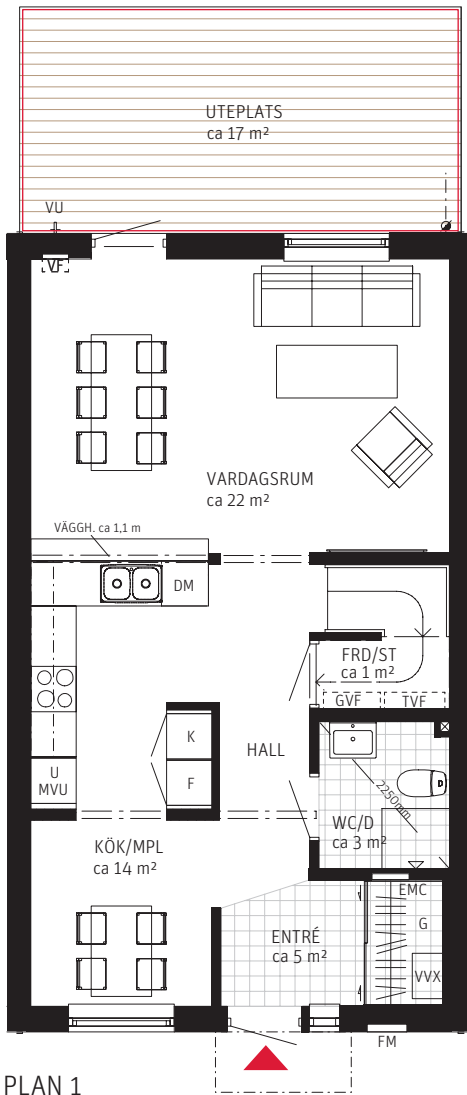 UTEPLATS
ca 17 m²
VU
VF
VARDAGSRUM
ca 22 m²
VÄGGH. ca 1,1 m
DM
FRD/ST
ca 1 m²
GVF
TVF
K
HALL
F
U
MVU
2250mm
WC/D
ca 3 m²
KÖK/MPL
ca 14 m²
EMC
G
ENTRÉ
ca 5 m²
VVX
FM
PLAN 1